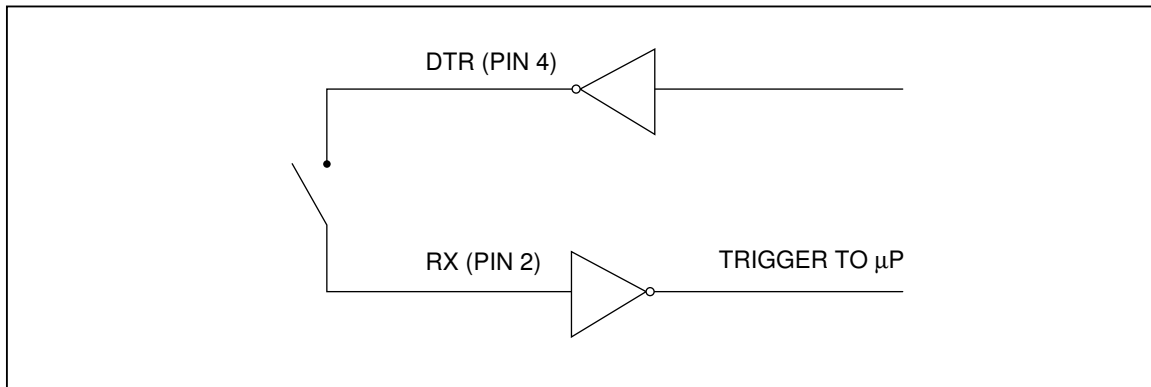 DTR (PIN 4)
RX (PIN 2)
TRIGGER TO µP